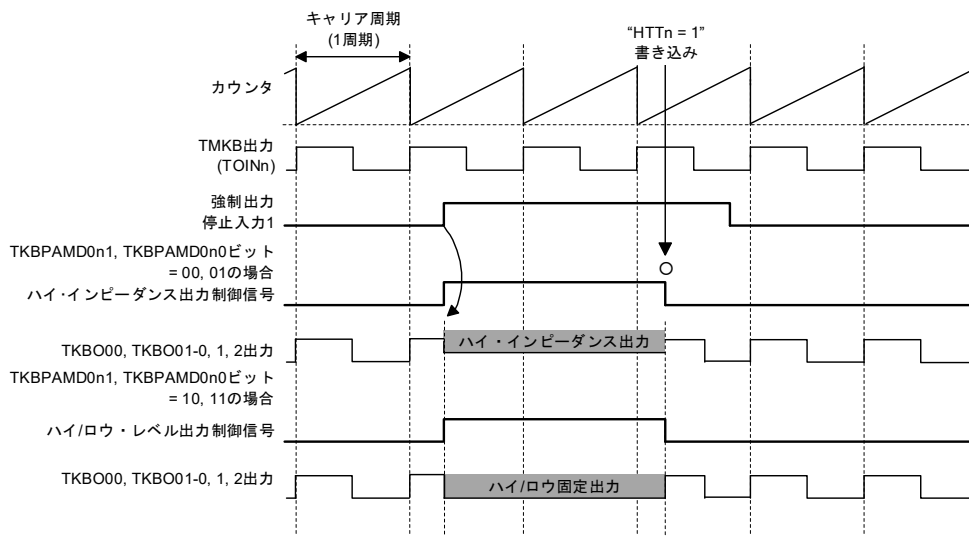 キャリア周期
(1周期)
“HTTn = 1”
書き込み
カウンタ
TMKB出力
(TOINn)
強制出力
停止入力1
TKBPAMD0n1, TKBPAMD0n0ビット
= 00, 01の場合
ハイ・インピーダンス出力制御信号
TKBO00, TKBO01-0, 1, 2出力
ハイ・インピーダンス出力
TKBPAMD0n1, TKBPAMD0n0ビット
= 10, 11の場合
ハイ/ロウ・レベル出力制御信号
TKBO00, TKBO01-0, 1, 2出力
ハイ/ロウ固定出力